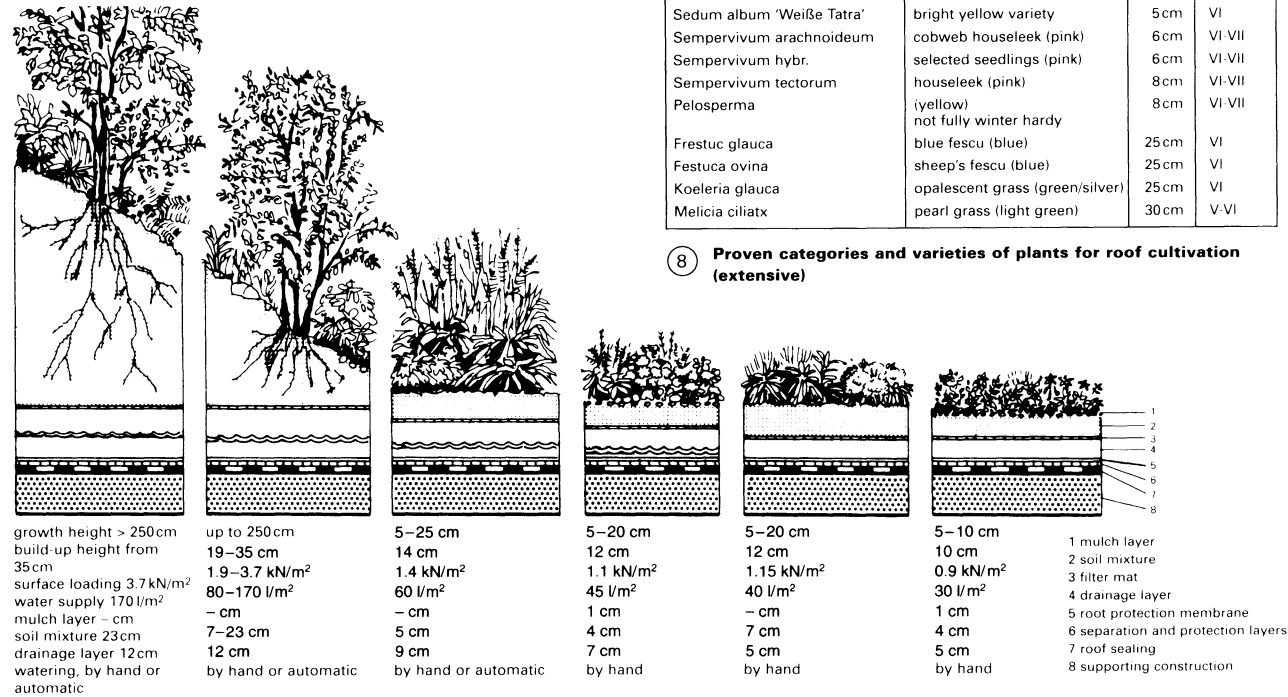 Sedum album 'Weiße Tatra' bright yellow variety 5 cm VI
Sempervivum arachnoideum cobweb houseleek (pink) 6 cm VI-VII
Sempervivum hybr. selected seedlings (pink) 6 cm VI-VII
Sempervivum tectorum houseleek (pink) 8 cm VI-VII
Pelosperma (yellow) 8 cm VI-VII
not fully winter hardy
Frestuc glauca blue fescu (blue) 25 cm VI
Festuca ovina sheep's fescu (blue) 25 cm VI
Koeleria glauca opalescent grass (green/silver) 25 cm VI
Melicia ciliatx pearl grass (light green) 30 cm V-VI
8 Proven categories and varieties of plants for roof cultivation
(extensive)
1
2
3
4
5
6
7
8
growth height > 250 cm
build-up height from
35 cm
surface loading 3.7 kN/m²
water supply 170 l/m²
mulch layer – cm
soil mixture 23 cm
drainage layer 12 cm
watering, by hand or
automatic
up to 250 cm
19–35 cm
1.9–3.7 kN/m²
80–170 l/m²
– cm
7–23 cm
12 cm
by hand or automatic
5–25 cm
14 cm
1.4 kN/m²
60 l/m²
– cm
5 cm
9 cm
by hand or automatic
5–20 cm
12 cm
1.1 kN/m²
45 l/m²
1 cm
4 cm
7 cm
by hand
5–20 cm
12 cm
1.15 kN/m²
40 l/m²
– cm
7 cm
5 cm
by hand
5–10 cm
10 cm
0.9 kN/m²
30 l/m²
1 cm
4 cm
5 cm
by hand
1 mulch layer
2 soil mixture
3 filter mat
4 drainage layer
5 root protection membrane
6 separation and protection layers
7 roof sealing
8 supporting construction